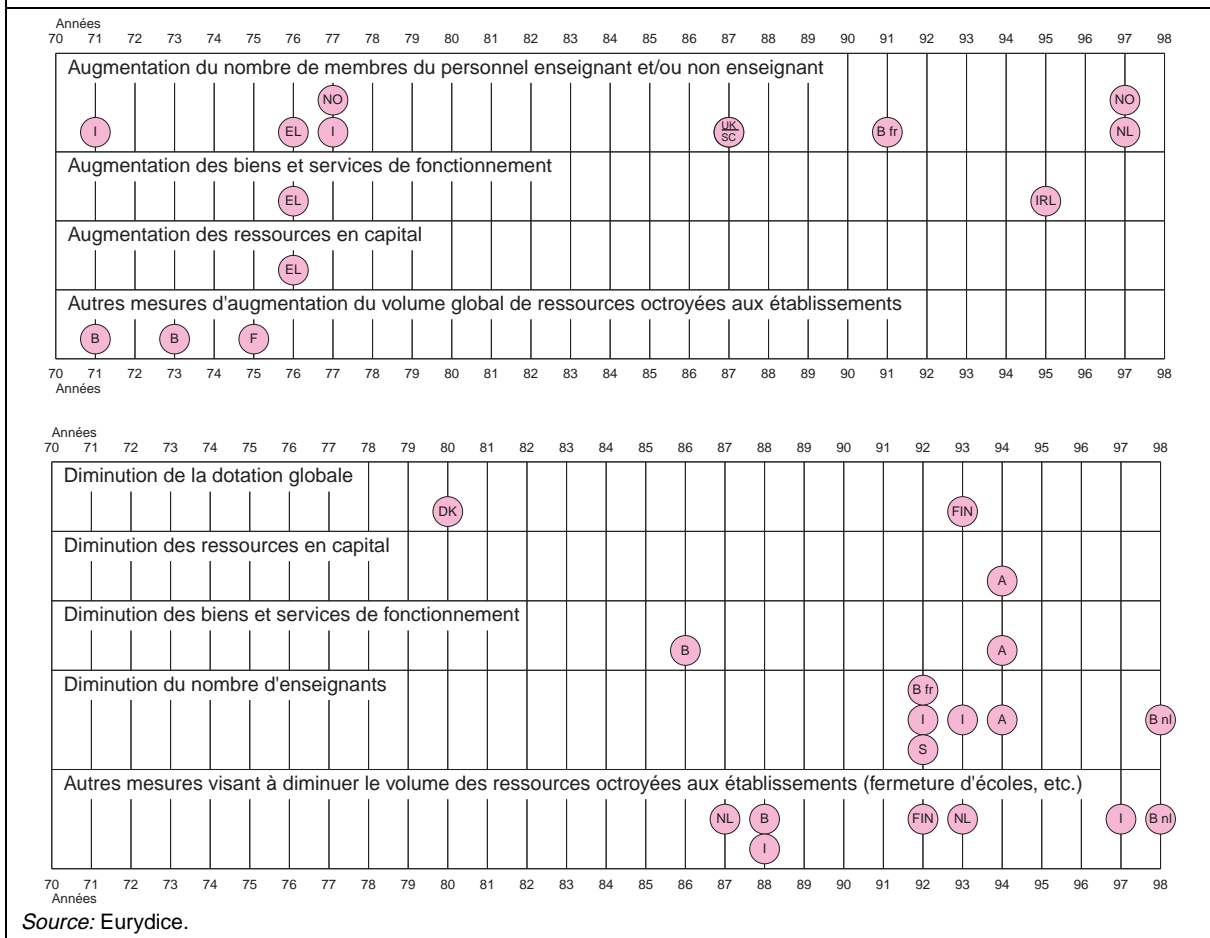 Années
70 71 72 73 74 75 76 77 78 79 80 81 82 83 84 85 86 87 88 89 90 91 92 93 94 95 96 97 98
Augmentation du nombre de membres du personnel enseignant et/ou non enseignant
NO NO
I EL I UK SC B fr NL
Augmentation des biens et services de fonctionnement
EL IRL
Augmentation des ressources en capital
EL
Autres mesures d'augmentation du volume global de ressources octroyées aux établissements
B B F
70 71 72 73 74 75 76 77 78 79 80 81 82 83 84 85 86 87 88 89 90 91 92 93 94 95 96 97 98
Années
Années
70 71 72 73 74 75 76 77 78 79 80 81 82 83 84 85 86 87 88 89 90 91 92 93 94 95 96 97 98
Diminution de la dotation globale
DK FIN
Diminution des ressources en capital
A
Diminution des biens et services de fonctionnement
B A
Diminution du nombre d'enseignants
B fr
I I A B nl
S
Autres mesures visant à diminuer le volume des ressources octroyées aux établissements (fermeture d'écoles, etc.)
NL B FIN NL I B nl
I
70 71 72 73 74 75 76 77 78 79 80 81 82 83 84 85 86 87 88 89 90 91 92 93 94 95 96 97 98
Années
Source: Eurydice.